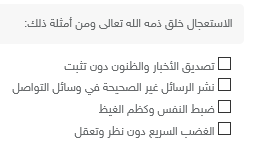 الاستعجال خلق ذمه الله تعالى ومن أمثلة ذلك:
تصديق الأخبار والظنون دون تثبت
نشر الرسائل غير الصحيحة في وسائل التواصل
ضبط النفس وكظم الغيظ
الغضب السريع دون نظر وتعقل